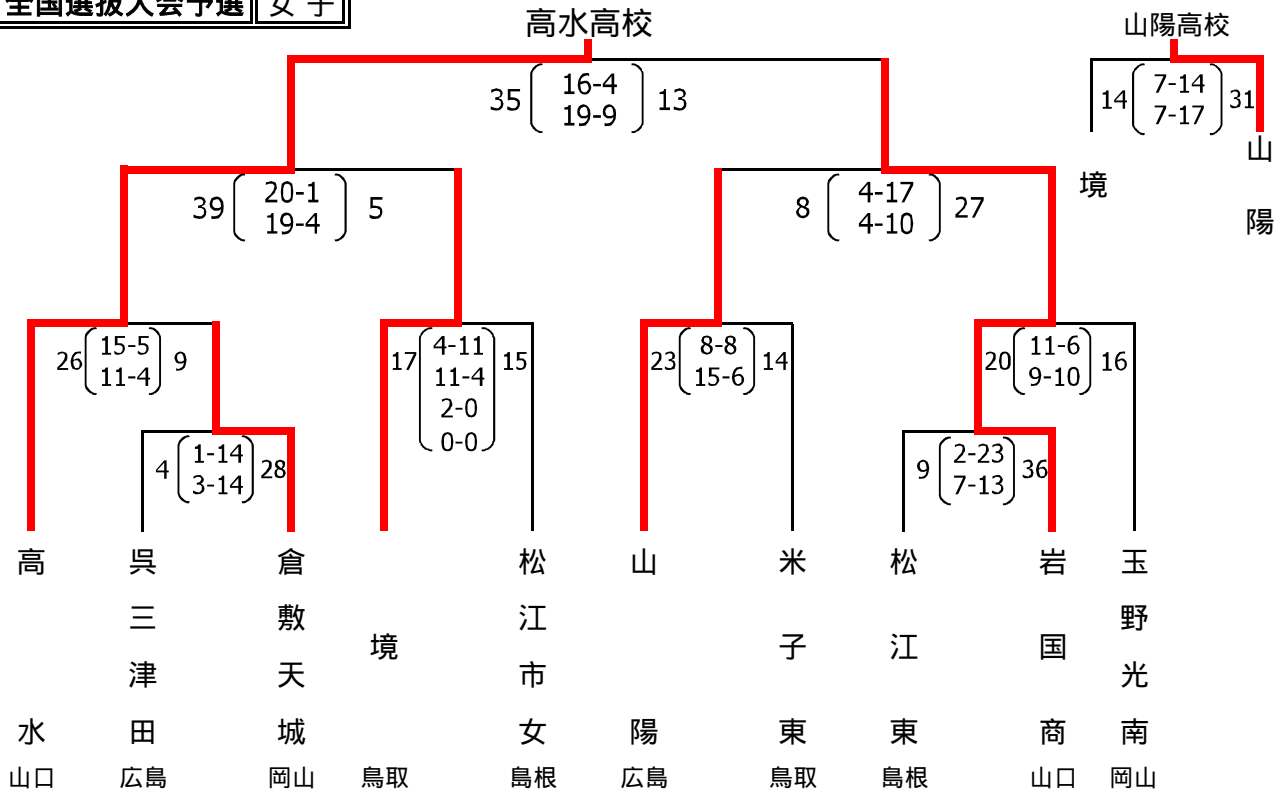 全国選抜大会予選 女子
高水高校
山陽高校
35 16-4 13
19-9
14 7-14 31
7-17
境
山陽
39 20-1 5
19-4
8 4-17 27
4-10
26 15-5 9
11-4
17 4-11 15
11-4
2-0
0-0
23 8-8 14
15-6
20 11-6 16
9-10
4 1-14 28
3-14
9 2-23 36
7-13
高水
呉三津田
倉敷天城
境
松江市女
山陽
米子東
松江東
岩国商
玉野光南
山口 広島 岡山 鳥取 島根 広島 鳥取 島根 山口 岡山